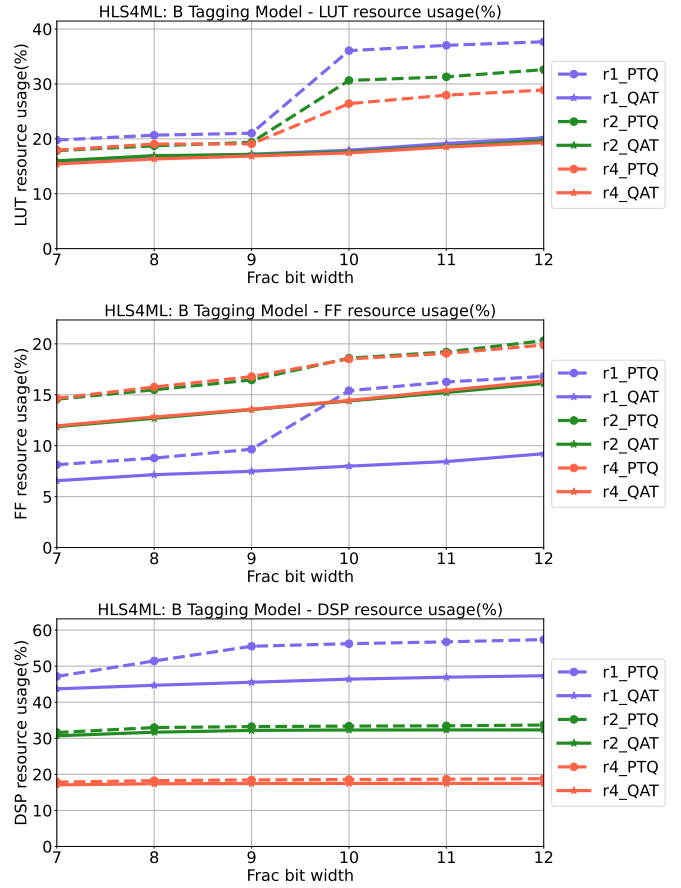 HLS4ML: B Tagging Model - LUT resource usage(%)
LUT resource usage(%)
40
30
20
10
0
7 8 9 10 11 12
Frac bit width
r1_PTQ
r1_QAT
r2_PTQ
r2_QAT
r4_PTQ
r4_QAT
HLS4ML: B Tagging Model - FF resource usage(%)
FF resource usage(%)
20
15
10
5
0
7 8 9 10 11 12
Frac bit width
r1_PTQ
r1_QAT
r2_PTQ
r2_QAT
r4_PTQ
r4_QAT
HLS4ML: B Tagging Model - DSP resource usage(%)
DSP resource usage(%)
60
50
40
30
20
10
0
7 8 9 10 11 12
Frac bit width
r1_PTQ
r1_QAT
r2_PTQ
r2_QAT
r4_PTQ
r4_QAT